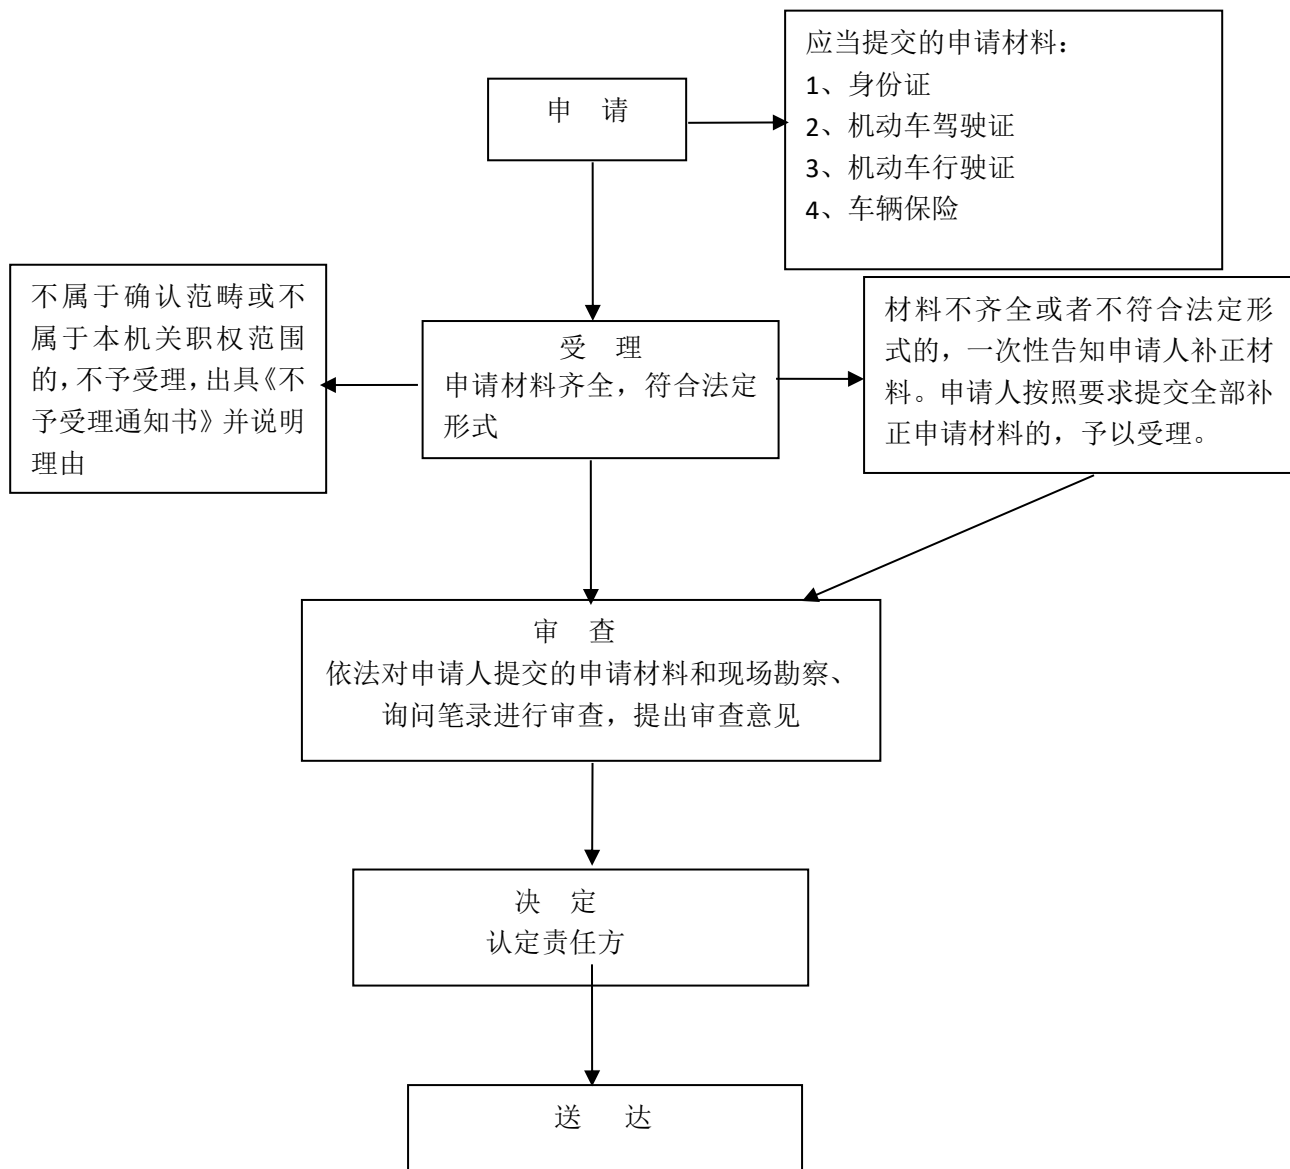 申 请
应当提交的申请材料：
1、身份证
2、机动车驾驶证
3、机动车行驶证
4、车辆保险
不属于确认范畴或不
属于本机关职权范围
的，不予受理，出具《不
予受理通知书》并说明
理由
受 理
申请材料齐全，符合法定
形式
材料不齐全或者不符合法定形
式的，一次性告知申请人补正材
料。申请人按照要求提交全部补
正申请材料的，予以受理。
审 查
依法对申请人提交的申请材料和现场勘察、
询问笔录进行审查，提出审查意见
决 定
认定责任方
送 达